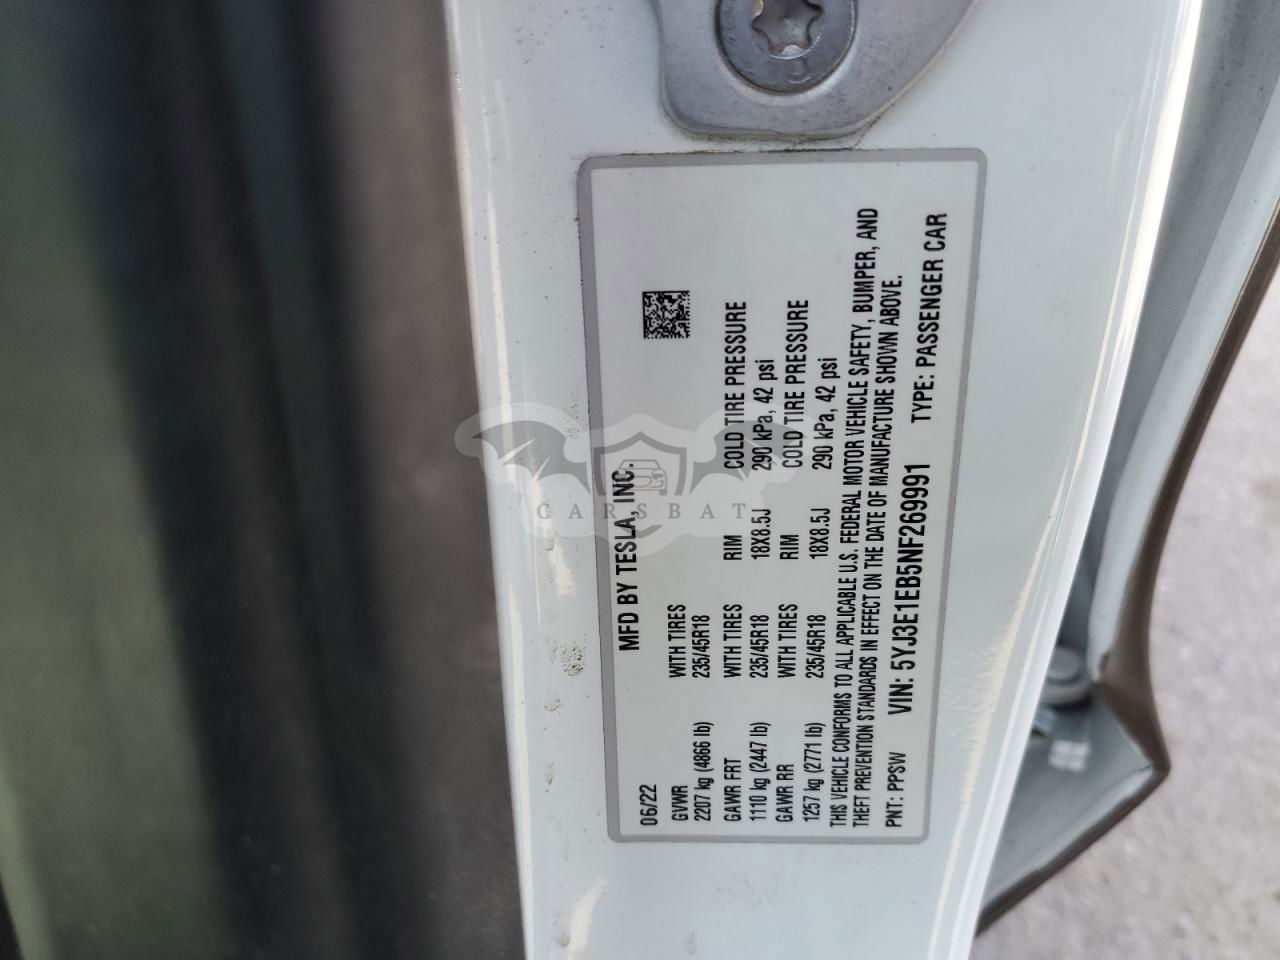 MFD BY TESLA, INC.
06/22
GVWR WITH TIRES
2207 kg (4866 lb) 235/45R18
GAWR FRT WITH TIRES RIM COLD TIRE PRESSURE
1110 kg (2447 lb) 235/45R18 18X8.5J 290 kPa, 42 psi
GAWR RR WITH TIRES RIM COLD TIRE PRESSURE
1257 kg (2771 lb) 235/45R18 18X8.5J 290 kPa, 42 psi
THIS VEHICLE CONFORMS TO ALL APPLICABLE U.S. FEDERAL MOTOR VEHICLE SAFETY, BUMPER, AND
THEFT PREVENTION STANDARDS IN EFFECT ON THE DATE OF MANUFACTURE SHOWN ABOVE.
PNT: PPSW VIN: 5YJ3E1EB5NF269991 TYPE: PASSENGER CAR
CARSBAT